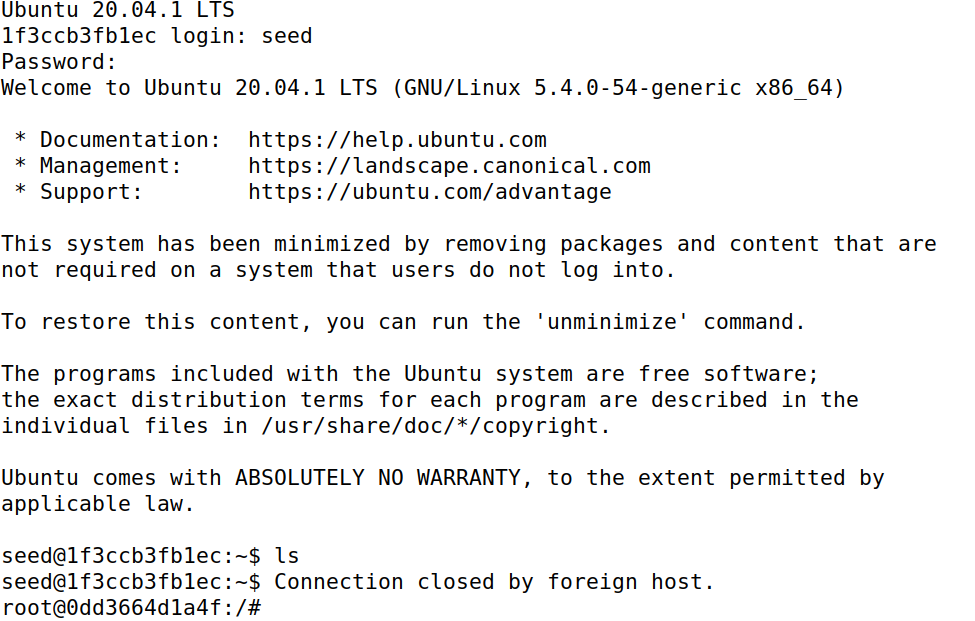 Ubuntu 20.04.1 LTS
1f3ccb3fb1ec login: seed
Password:
Welcome to Ubuntu 20.04.1 LTS (GNU/Linux 5.4.0-54-generic x86_64)
 * Documentation:  https://help.ubuntu.com
 * Management:     https://landscape.canonical.com
 * Support:        https://ubuntu.com/advantage
This system has been minimized by removing packages and content that are
not required on a system that users do not log into.
To restore this content, you can run the 'unminimize' command.
The programs included with the Ubuntu system are free software;
the exact distribution terms for each program are described in the
individual files in /usr/share/doc/*/copyright.
Ubuntu comes with ABSOLUTELY NO WARRANTY, to the extent permitted by
applicable law.
seed@1f3ccb3fb1ec:~$ ls
seed@1f3ccb3fb1ec:~$ Connection closed by foreign host.
root@0dd3664d1a4f:/#